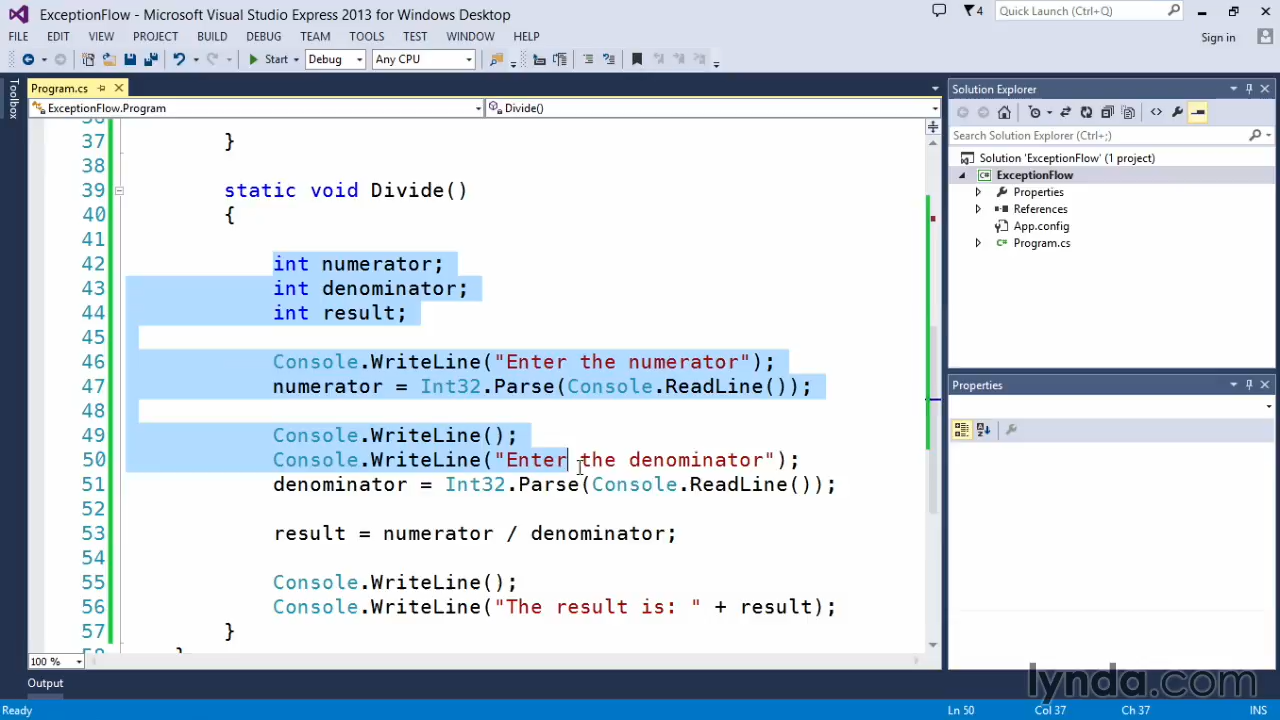 ExceptionFlow - Microsoft Visual Studio Express 2013 for Windows Desktop
4
Quick Launch (Ctrl+Q)
FILE EDIT VIEW PROJECT BUILD DEBUG TEAM TOOLS TEST WINDOW HELP
Sign in
Start Debug Any CPU
Toolbox
Program.cs
ExceptionFlow.Program
Divide()
37 }
38
39 static void Divide()
40 {
41
42 int numerator;
43 int denominator;
44 int result;
45
46 Console.WriteLine("Enter the numerator");
47 numerator = Int32.Parse(Console.ReadLine());
48
49 Console.WriteLine();
50 Console.WriteLine("Enter the denominator");
51 denominator = Int32.Parse(Console.ReadLine());
52
53 result = numerator / denominator;
54
55 Console.WriteLine();
56 Console.WriteLine("The result is: " + result);
57 }
100 %
Output
Solution Explorer
Search Solution Explorer (Ctrl+;)
Solution 'ExceptionFlow' (1 project)
ExceptionFlow
Properties
References
App.config
Program.cs
Properties
lynda.com
Ready
Ln 50 Col 37 Ch 37 INS